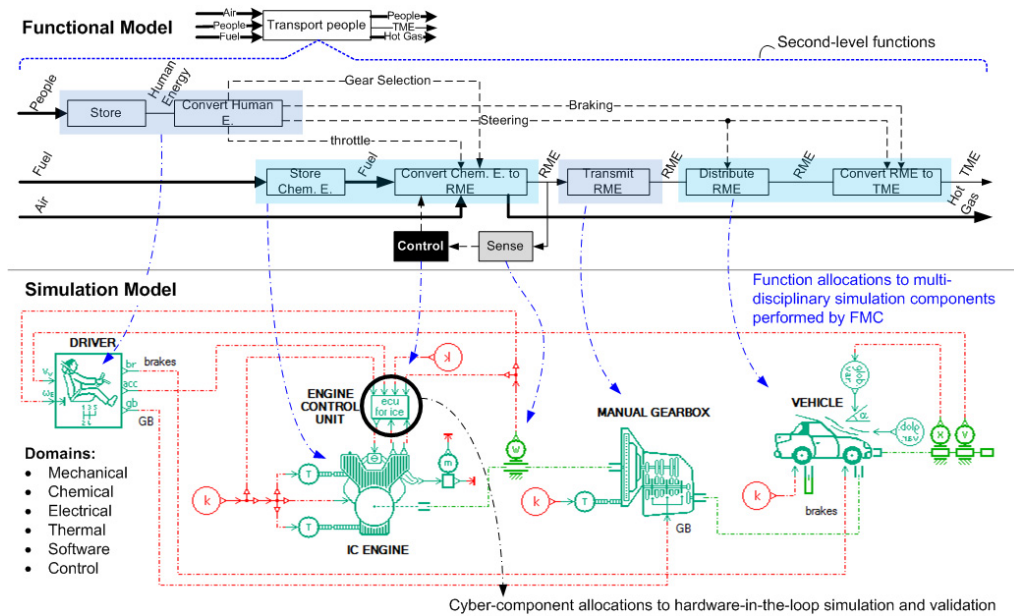 Functional Model
Air
People
Fuel
Transport people
People
TME
Hot Gas
Second-level functions
People
Store
Human
Energy
Convert Human
E.
Gear Selection
Braking
Steering
throttle
Fuel
Store
Chem. E.
Fuel
Convert Chem. E. to
RME
RME
Transmit
RME
RME
Distribute
RME
RME
Convert RME to
TME
TME
Hot
Gas
Air
Control
Sense
Simulation Model
Function allocations to multi-
disciplinary simulation components
performed by FMC
DRIVER
br
brakes
acc
gb
GB
ENGINE
CONTROL
UNIT
ecu
for ice
k
MANUAL GEARBOX
VEHICLE
glob
var
α
x
v
w
m
T
T
k
IC ENGINE
k
T
GB
k
brakes
Domains:
• Mechanical
• Chemical
• Electrical
• Thermal
• Software
• Control
Cyber-component allocations to hardware-in-the-loop simulation and validation